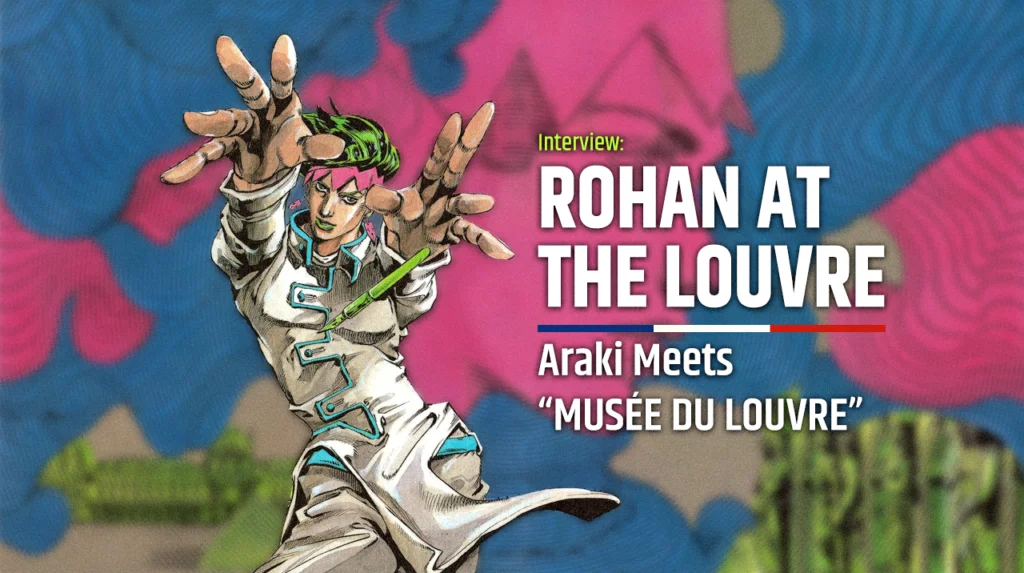 Interview:
ROHAN AT
THE LOUVRE
Araki Meets
“MUSÉE DU LOUVRE”